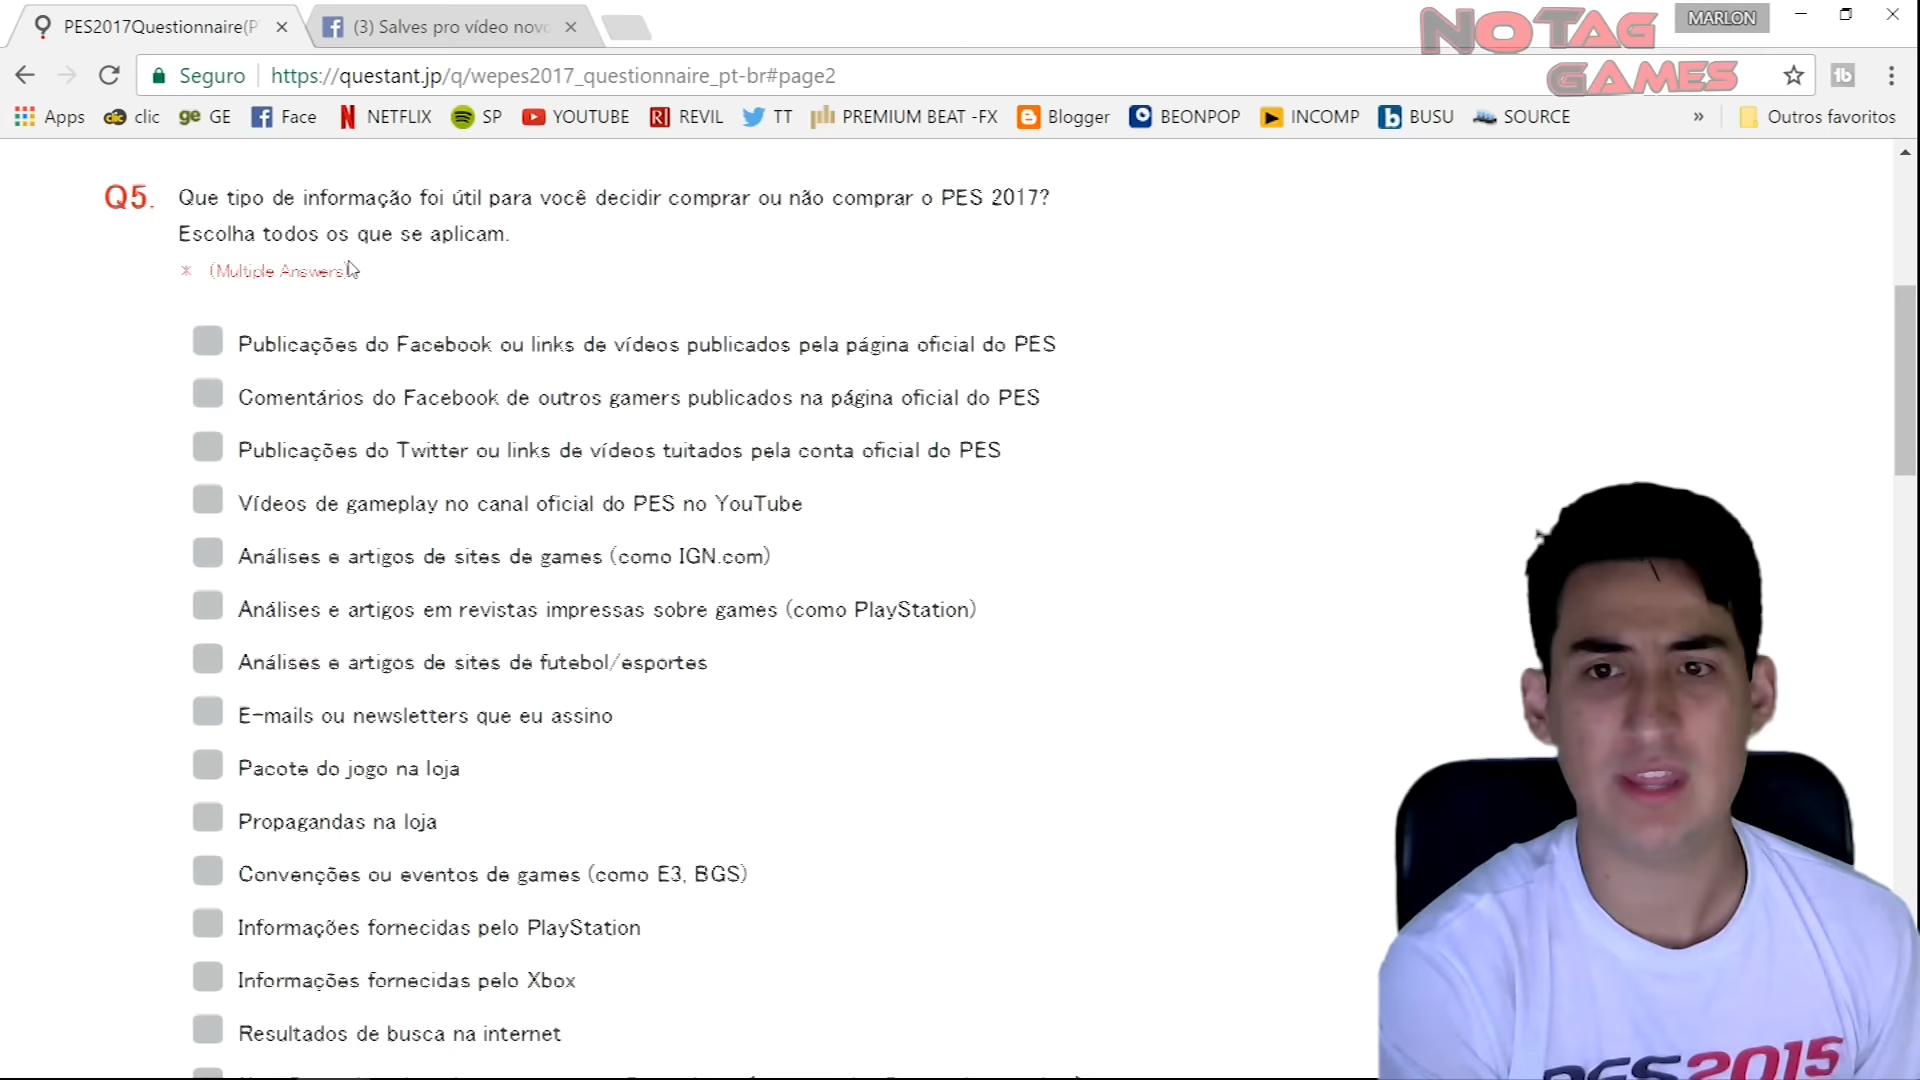 PES2017Questionnaire(P
(3) Salves pro vídeo novo
NOTAG
GAMES
MARLON
Seguro
https://questant.jp/q/wepes2017_questionnaire_pt-br#page2
Apps
clic
GE
Face
NETFLIX
SP
YOUTUBE
REVIL
TT
PREMIUM BEAT -FX
Blogger
BEONPOP
INCOMP
BUSU
SOURCE
»
Outros favoritos
Q5.
Que tipo de informação foi útil para você decidir comprar ou não comprar o PES 2017?
Escolha todos os que se aplicam.
* (Multiple Answers)
Publicações do Facebook ou links de vídeos publicados pela página oficial do PES
Comentários do Facebook de outros gamers publicados na página oficial do PES
Publicações do Twitter ou links de vídeos tuitados pela conta oficial do PES
Vídeos de gameplay no canal oficial do PES no YouTube
Análises e artigos de sites de games (como IGN.com)
Análises e artigos em revistas impressas sobre games (como PlayStation)
Análises e artigos de sites de futebol/esportes
E-mails ou newsletters que eu assino
Pacote do jogo na loja
Propagandas na loja
Convenções ou eventos de games (como E3, BGS)
Informações fornecidas pelo PlayStation
Informações fornecidas pelo Xbox
Resultados de busca na internet
PES2015